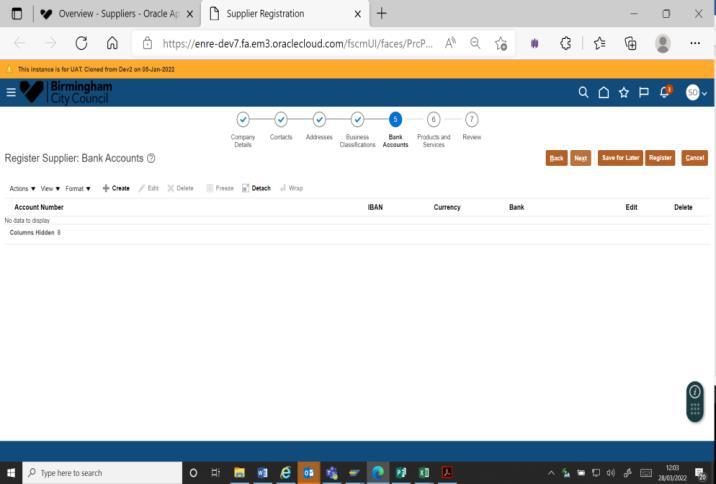 Overview - Suppliers - Oracle Ap
Supplier Registration
https://enre-dev7.fa.em3.oraclecloud.com/fscmUI/faces/PrcP...
This instance is for UAT. Cloned from Dev2 on 05-Jan-2022
Birmingham
City Council
SO
5 6 7
Company Details
Contacts
Addresses
Business Classifications
Bank Accounts
Products and Services
Review
Register Supplier: Bank Accounts
Back Next Save for Later Register Cancel
Actions View Format Create Edit Delete Freeze Detach Wrap
Account Number IBAN Currency Bank Edit Delete
No data to display
Columns Hidden 8
Type here to search
12:03
28/03/2022
20